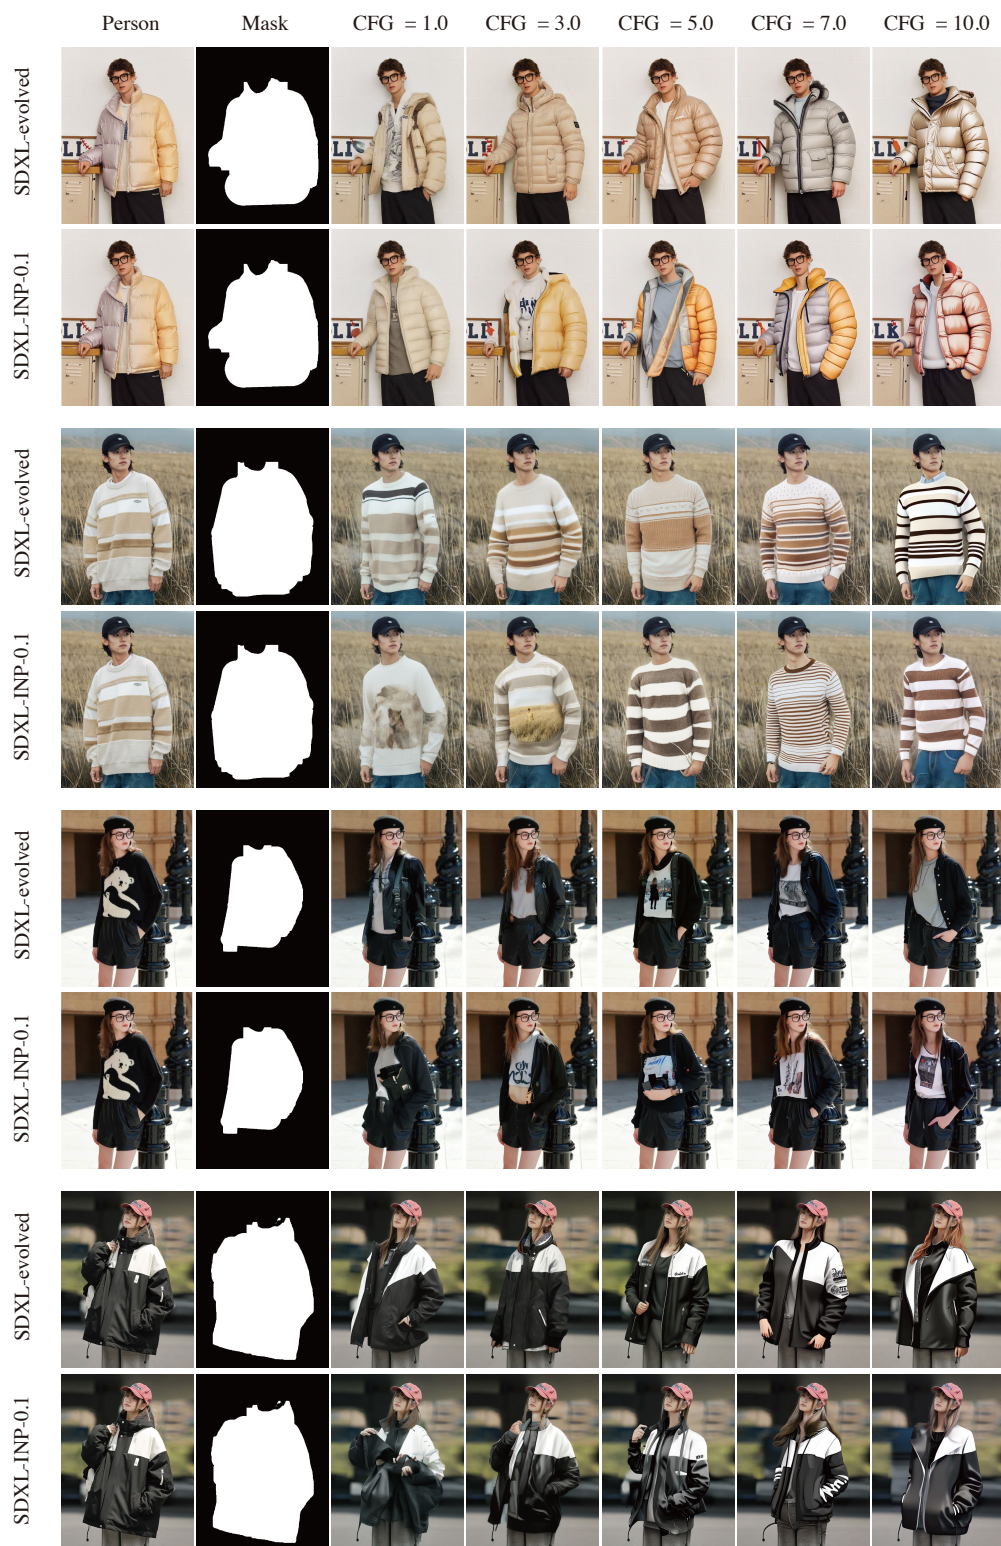 Person Mask CFG = 1.0 CFG = 3.0 CFG = 5.0 CFG = 7.0 CFG = 10.0
SDXL-evolved
SDXL-INP-0.1
SDXL-evolved
SDXL-INP-0.1
SDXL-evolved
SDXL-INP-0.1
SDXL-evolved
SDXL-INP-0.1